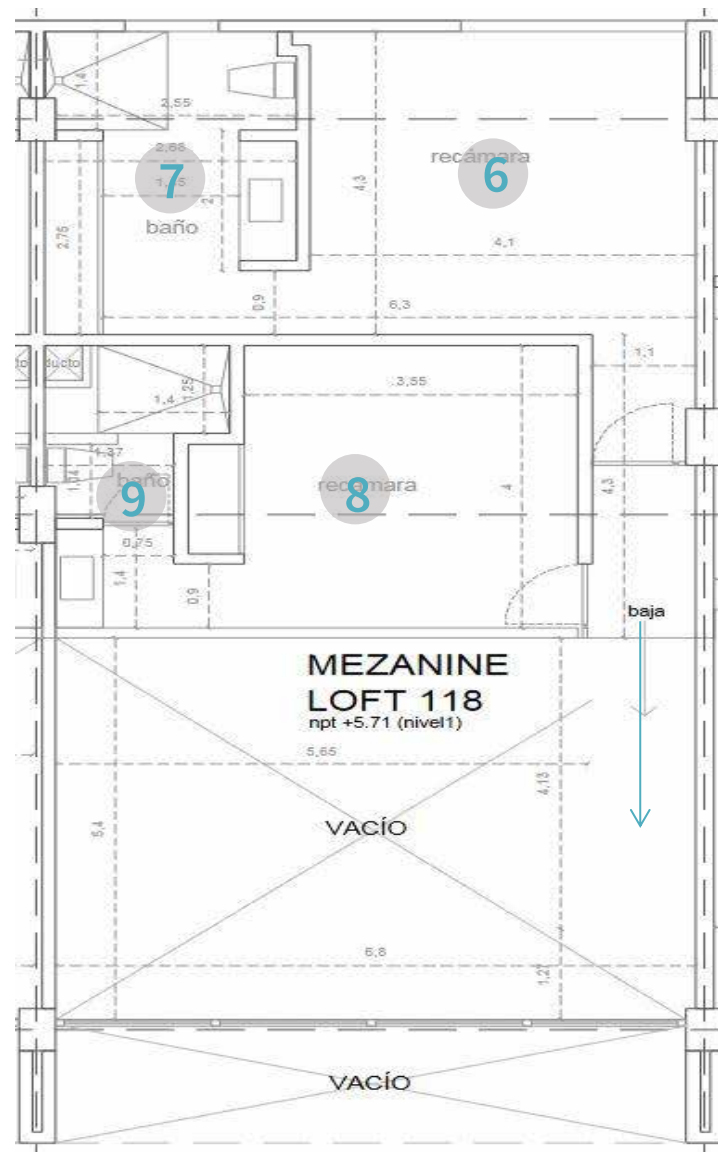 1,4
2,55
2,66
7
2
baño
2,75
0,9
recámara
6
4,3
4,1
6,3
1,1
ducto
1,25
1,4
3,55
1,37
baño
1,04
9
recámara
8
4
4,3
0,75
1,4
0,9
baja
MEZANINE
LOFT 118
npt +5.71 (nivel1)
5,65
4,13
5,4
VACÍO
6,8
VACÍO